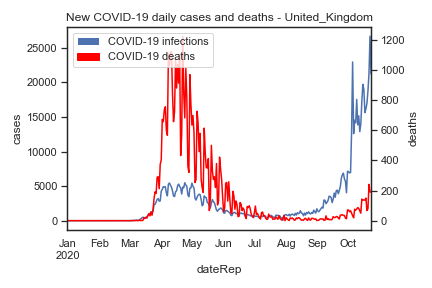 New COVID-19 daily cases and deaths - United_Kingdom
COVID-19 infections
COVID-19 deaths
25000
20000
15000
10000
5000
0
cases
1200
1000
800
600
400
200
0
deaths
Jan Feb Mar Apr May Jun Jul Aug Sep Oct
2020
dateRep